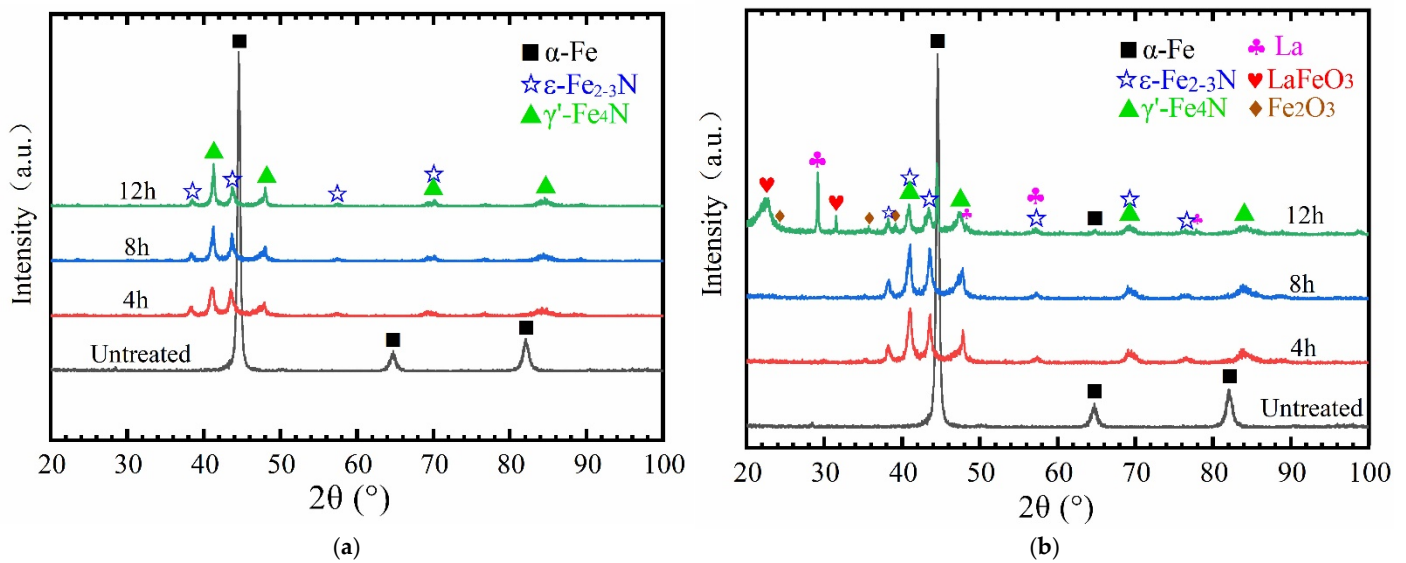 Intensity (a.u.)
α-Fe
ε-Fe2-3N
γ'-Fe4N
12h
8h
4h
Untreated
20 30 40 50 60 70 80 90 100
2θ (°)
(a)
Intensity (a.u.)
α-Fe
ε-Fe2-3N
γ'-Fe4N
La
LaFeO3
Fe2O3
12h
8h
4h
Untreated
20 30 40 50 60 70 80 90 100
2θ (°)
(b)